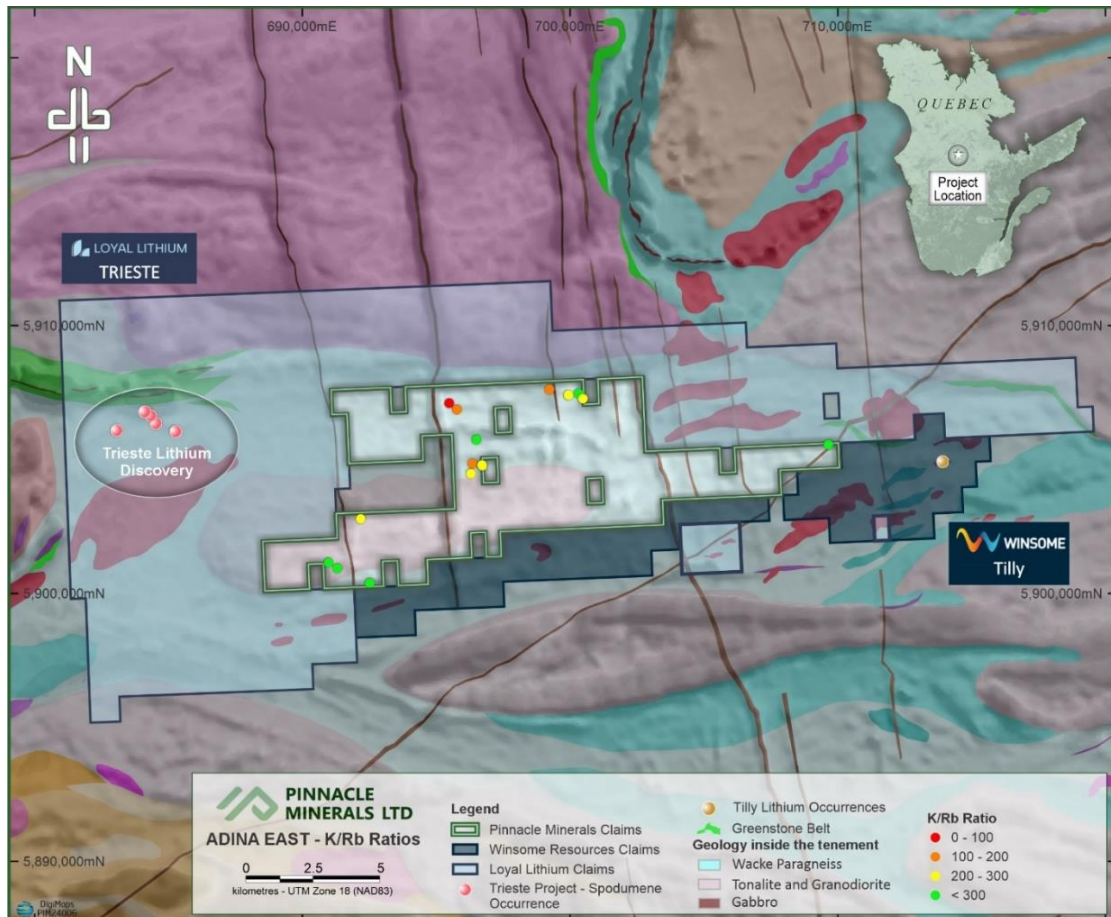 690,000mE
700,000mE
710,000mE
N
QUEBEC
Project
Location
LOYAL LITHIUM
TRIESTE
5,910,000mN
5,910,000mN
Trieste Lithium
Discovery
WINSOME
Tilly
5,900,000mN
5,900,000mN
5,890,000mN
PINNACLE
MINERALS LTD
ADINA EAST - K/Rb Ratios
0 2.5 5
kilometres - UTM Zone 18 (NAD83)
Legend
Pinnacle Minerals Claims
Winsome Resources Claims
Loyal Lithium Claims
Trieste Project - Spodumene
Occurrence
Tilly Lithium Occurrences
Greenstone Belt
Geology inside the tenement
Wacke Paragneiss
Tonalite and Granodiorite
Gabbro
K/Rb Ratio
0 - 100
100 - 200
200 - 300
< 300
DigiMaps
PIM24006